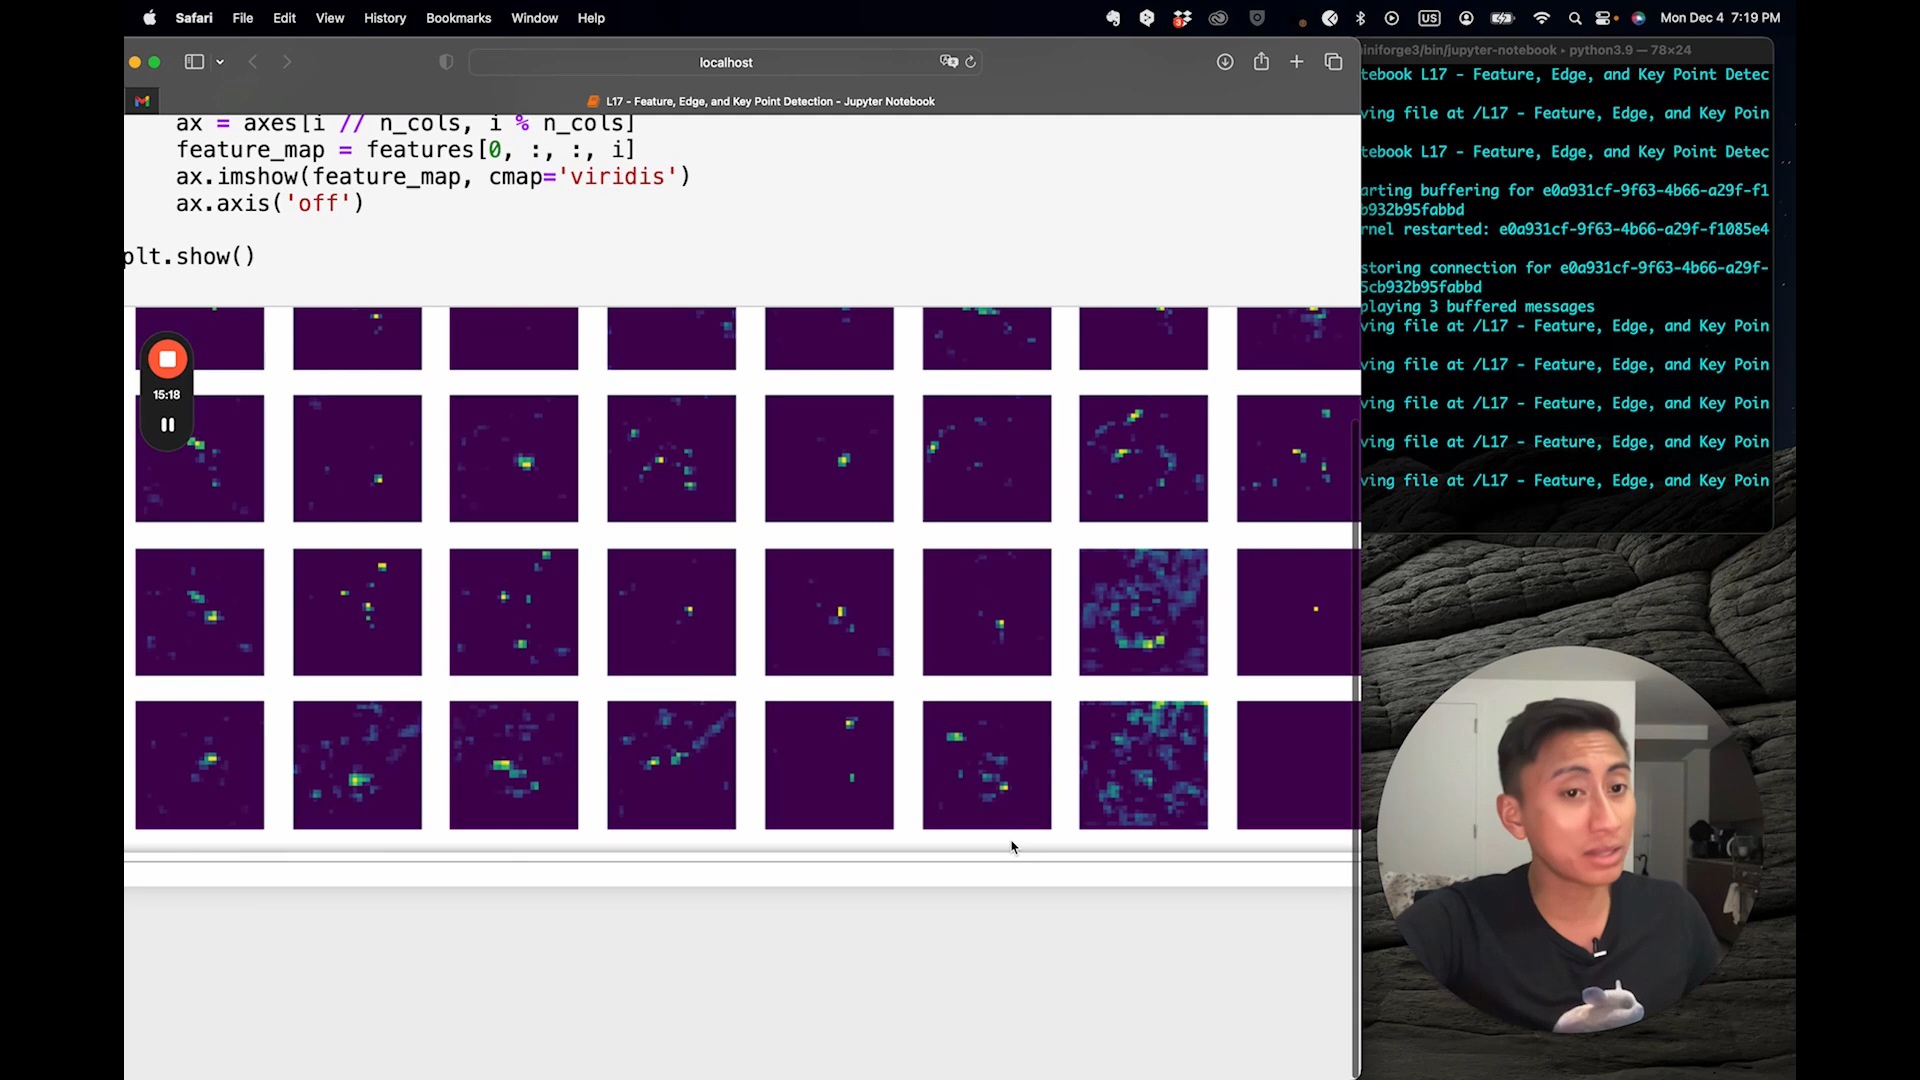 Safari File Edit View History Bookmarks Window Help
3
US
Mon Dec 4 7:19 PM
localhost
L17 - Feature, Edge, and Key Point Detection - Jupyter Notebook
ax = axes[i // n_cols, i % n_cols]
feature_map = features[0, :, :, i]
ax.imshow(feature_map, cmap='viridis')
ax.axis('off')
plt.show()
15:18
niforge3/bin/jupyter-notebook ▸ python3.9 — 78×24
tebook L17 - Feature, Edge, and Key Point Detec
ving file at /L17 - Feature, Edge, and Key Poin
tebook L17 - Feature, Edge, and Key Point Detec
arting buffering for e0a931cf-9f63-4b66-a29f-f1
b932b95fabbd
rnel restarted: e0a931cf-9f63-4b66-a29f-f1085e4
storing connection for e0a931cf-9f63-4b66-a29f-
5cb932b95fabbd
playing 3 buffered messages
ving file at /L17 - Feature, Edge, and Key Poin
ving file at /L17 - Feature, Edge, and Key Poin
ving file at /L17 - Feature, Edge, and Key Poin
ving file at /L17 - Feature, Edge, and Key Poin
ving file at /L17 - Feature, Edge, and Key Poin